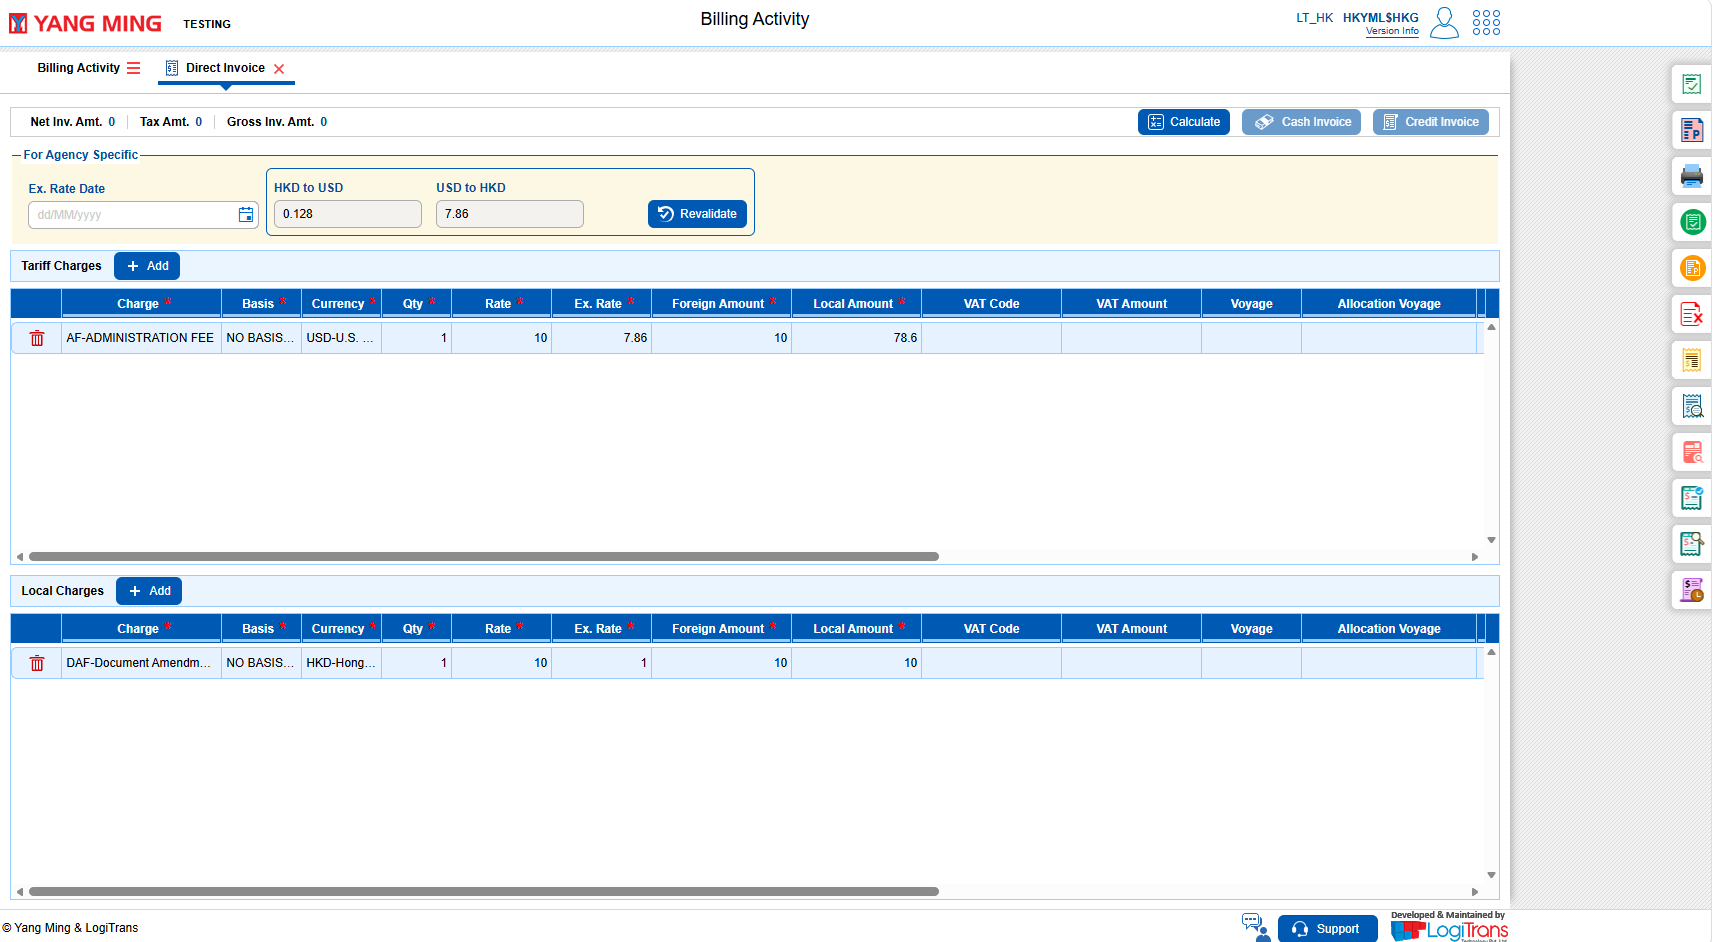 YANG MING TESTING Billing Activity LT_HK HKYML$HKG
Version Info
Billing Activity Direct Invoice
Net Inv. Amt. 0 Tax Amt. 0 Gross Inv. Amt. 0 Calculate Cash Invoice Credit Invoice
For Agency Specific
Ex. Rate Date HKD to USD USD to HKD
dd/MM/yyyy 0.128 7.86 Revalidate
Tariff Charges + Add
Charge * Basis * Currency * Qty * Rate * Ex. Rate * Foreign Amount * Local Amount * VAT Code VAT Amount Voyage Allocation Voyage
AF-ADMINISTRATION FEE NO BASIS... USD-U.S. ... 1 10 7.86 10 78.6
Local Charges + Add
Charge * Basis * Currency * Qty * Rate * Ex. Rate * Foreign Amount * Local Amount * VAT Code VAT Amount Voyage Allocation Voyage
DAF-Document Amendm... NO BASIS... HKD-Hong... 1 10 1 10 10
© Yang Ming & LogiTrans Support Developed & Maintained by
LogiTrans
Technology Pvt. Ltd.